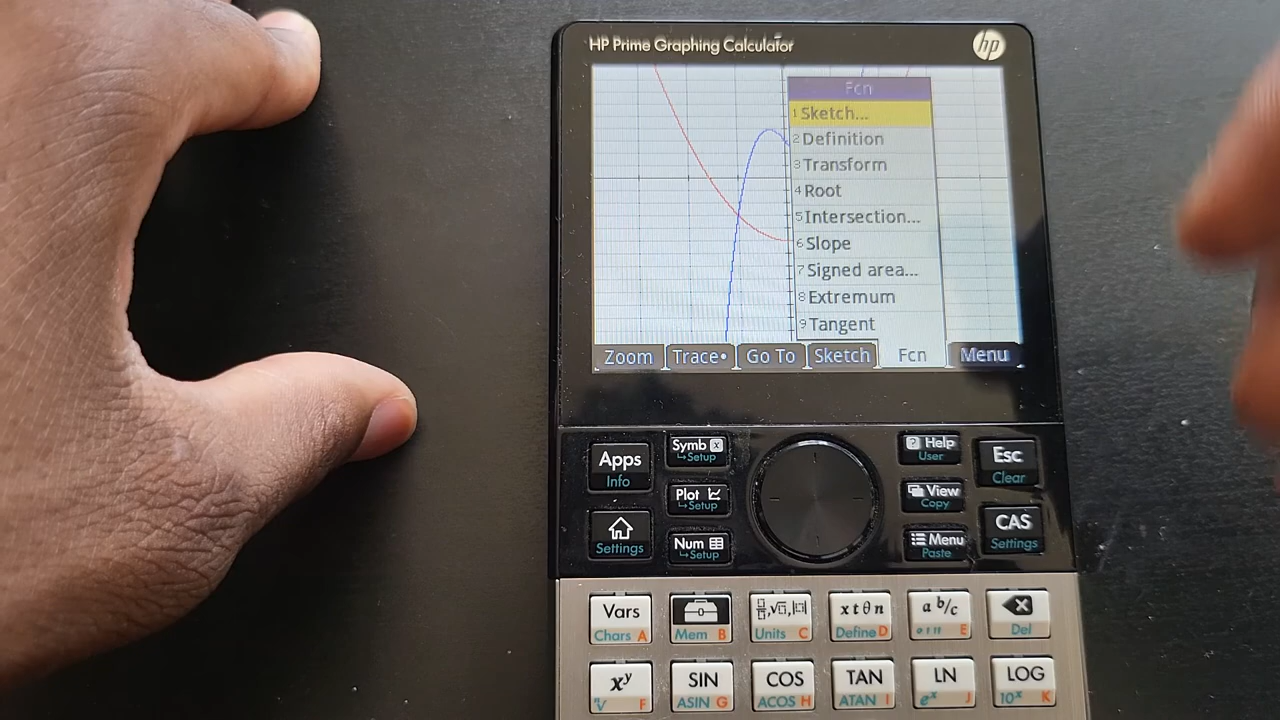 HP Prime Graphing Calculator
hp
Fcn
1 Sketch...
2 Definition
3 Transform
4 Root
5 Intersection...
6 Slope
7 Signed area...
8 Extremum
9 Tangent
Zoom Trace• Go To Sketch Fcn Menu
Apps
Info
Symb
Setup
? Help
User
Esc
Clear
Plot
Setup
View
Copy
Settings
Num
Setup
Menu
Paste
CAS
Settings
Vars
Chars A
Mem B
Units C
x t θ n
Define D
a b/c
E
Del
xʸ
F
SIN
ASIN G
COS
ACOS H
TAN
ATAN I
LN
eˣ J
LOG
10ˣ K